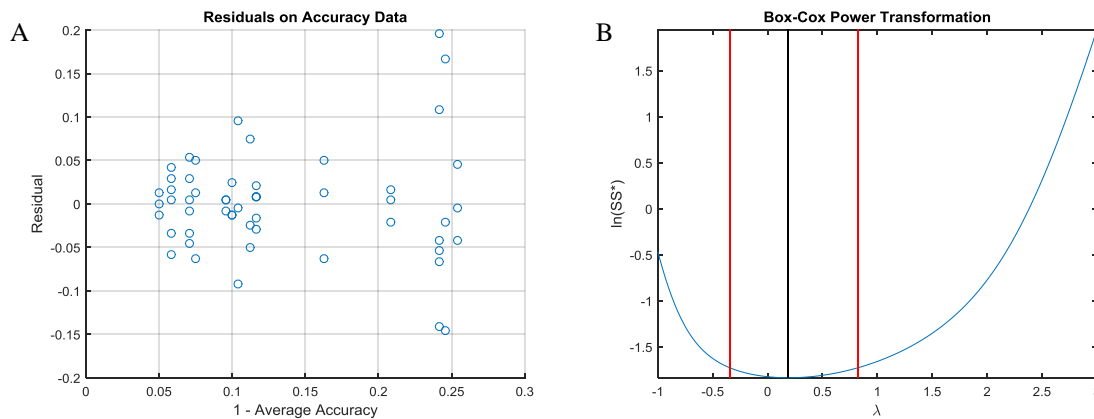 A
Residuals on Accuracy Data
Residual
0.2
0.15
0.1
0.05
0
-0.05
-0.1
-0.15
-0.2
0 0.05 0.1 0.15 0.2 0.25 0.3
1 - Average Accuracy
B
Box-Cox Power Transformation
ln(SS*)
1.5
1
0.5
0
-0.5
-1
-1.5
-1 -0.5 0 0.5 1 1.5 2 2.5 3
λ